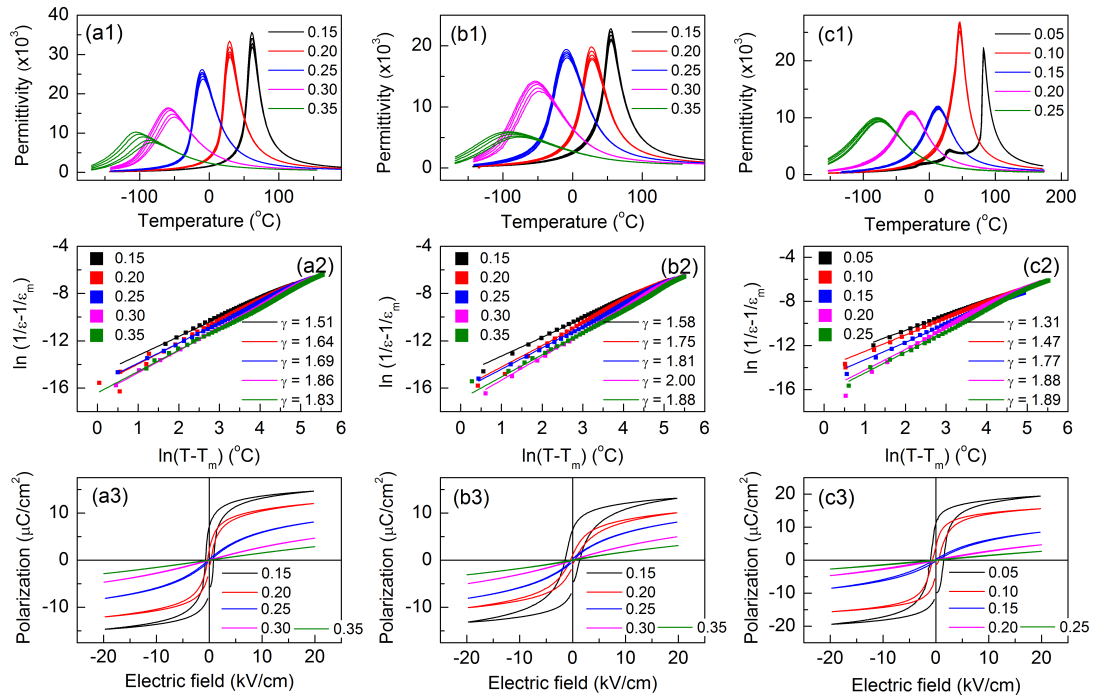 (a1)
40
30
20
10
0
Permittivity (x10³)
0.15
0.20
0.25
0.30
0.35
-100 0 100
Temperature (°C)
(b1)
20
15
10
5
0
Permittivity (x10³)
0.15
0.20
0.25
0.30
0.35
-100 0 100
Temperature (°C)
(c1)
30
20
10
0
Permittivity (x10³)
0.05
0.10
0.15
0.20
0.25
-100 0 100 200
Temperature (°C)
(a2)
-4
-8
-12
-16
ln (1/ε-1/εₘ)
0.15
0.20
0.25
0.30
0.35
γ = 1.51
γ = 1.64
γ = 1.69
γ = 1.86
γ = 1.83
0 1 2 3 4 5 6
ln(T-Tₘ) (°C)
(b2)
-4
-8
-12
-16
ln (1/ε-1/εₘ)
0.15
0.20
0.25
0.30
0.35
γ = 1.58
γ = 1.75
γ = 1.81
γ = 2.00
γ = 1.88
0 1 2 3 4 5 6
ln(T-Tₘ) (°C)
(c2)
-4
-8
-12
-16
ln (1/ε-1/εₘ)
0.05
0.10
0.15
0.20
0.25
γ = 1.31
γ = 1.47
γ = 1.77
γ = 1.88
γ = 1.89
0 1 2 3 4 5 6
ln(T-Tₘ) (°C)
(a3)
10
0
-10
Polarization (μC/cm²)
0.15
0.20
0.25
0.30
0.35
-20 -10 0 10 20
Electric field (kV/cm)
(b3)
10
0
-10
Polarization (μC/cm²)
0.15
0.20
0.25
0.30
0.35
-20 -10 0 10 20
Electric field (kV/cm)
(c3)
20
10
0
-10
-20
Polarization (μC/cm²)
0.05
0.10
0.15
0.20
0.25
-20 -10 0 10 20
Electric field (kV/cm)